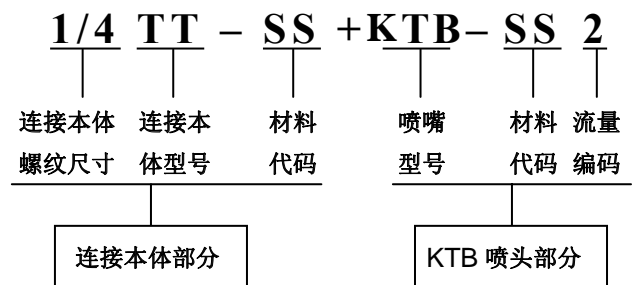 1/4 TT – SS +KTB– SS 2
连接本体 连接本 材料 喷嘴 材料 流量
螺纹尺寸 体型号 代码 型号 代码 编码
连接本体部分 KTB 喷头部分